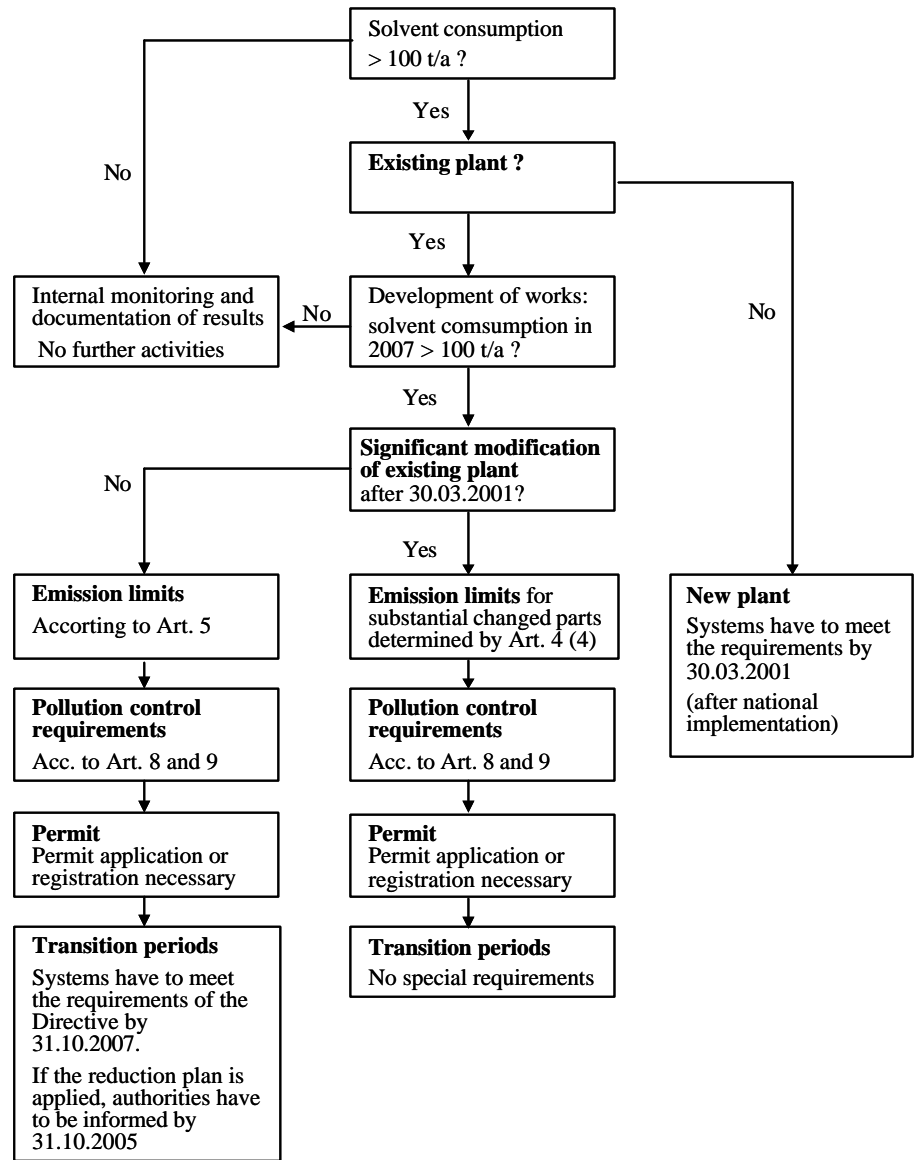 Solvent consumption
> 100 t/a ?
Yes
No
Existing plant ?
Yes
No
Internal monitoring and
documentation of results
No further activities
No
Development of works:
solvent comsumption in
2007 > 100 t/a ?
Yes
Significant modification
of existing plant
after 30.03.2001?
No
Yes
Emission limits
Accorting to Art. 5
Emission limits for
substantial changed parts
determined by Art. 4 (4)
New plant
Systems have to meet
the requirements by
30.03.2001
(after national
implementation)
Pollution control
requirements
Acc. to Art. 8 and 9
Pollution control
requirements
Acc. to Art. 8 and 9
Permit
Permit application or
registration necessary
Permit
Permit application or
registration necessary
Transition periods
Systems have to meet
the requirements of the
Directive by
31.10.2007.
If the reduction plan is
applied, authorities have
to be informed by
31.10.2005
Transition periods
No special requirements